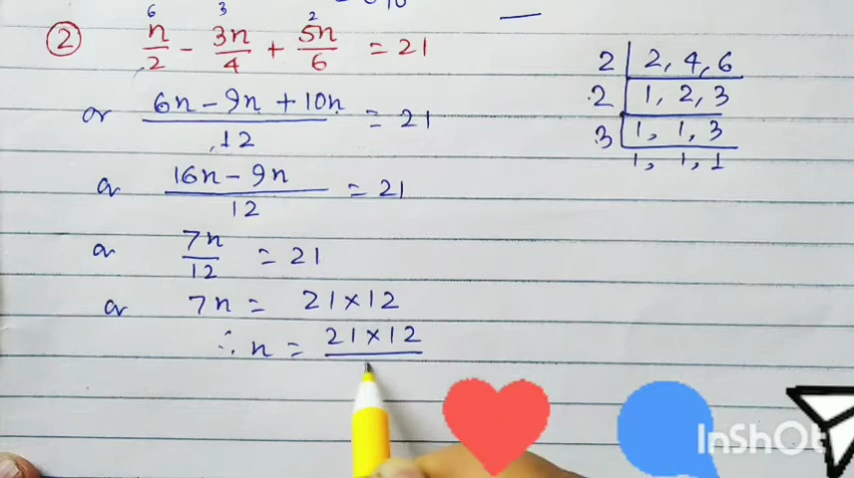 ② n/2 - 3n/4 + 5n/6 = 21
6 3 2
or (6n - 9n + 10n)/12 = 21
or (16n - 9n)/12 = 21
or 7n/12 = 21
or 7n = 21 × 12
∴ n = 21 × 12
2 | 2, 4, 6
2 | 1, 2, 3
3 | 1, 1, 3
1, 1, 1
InShOt